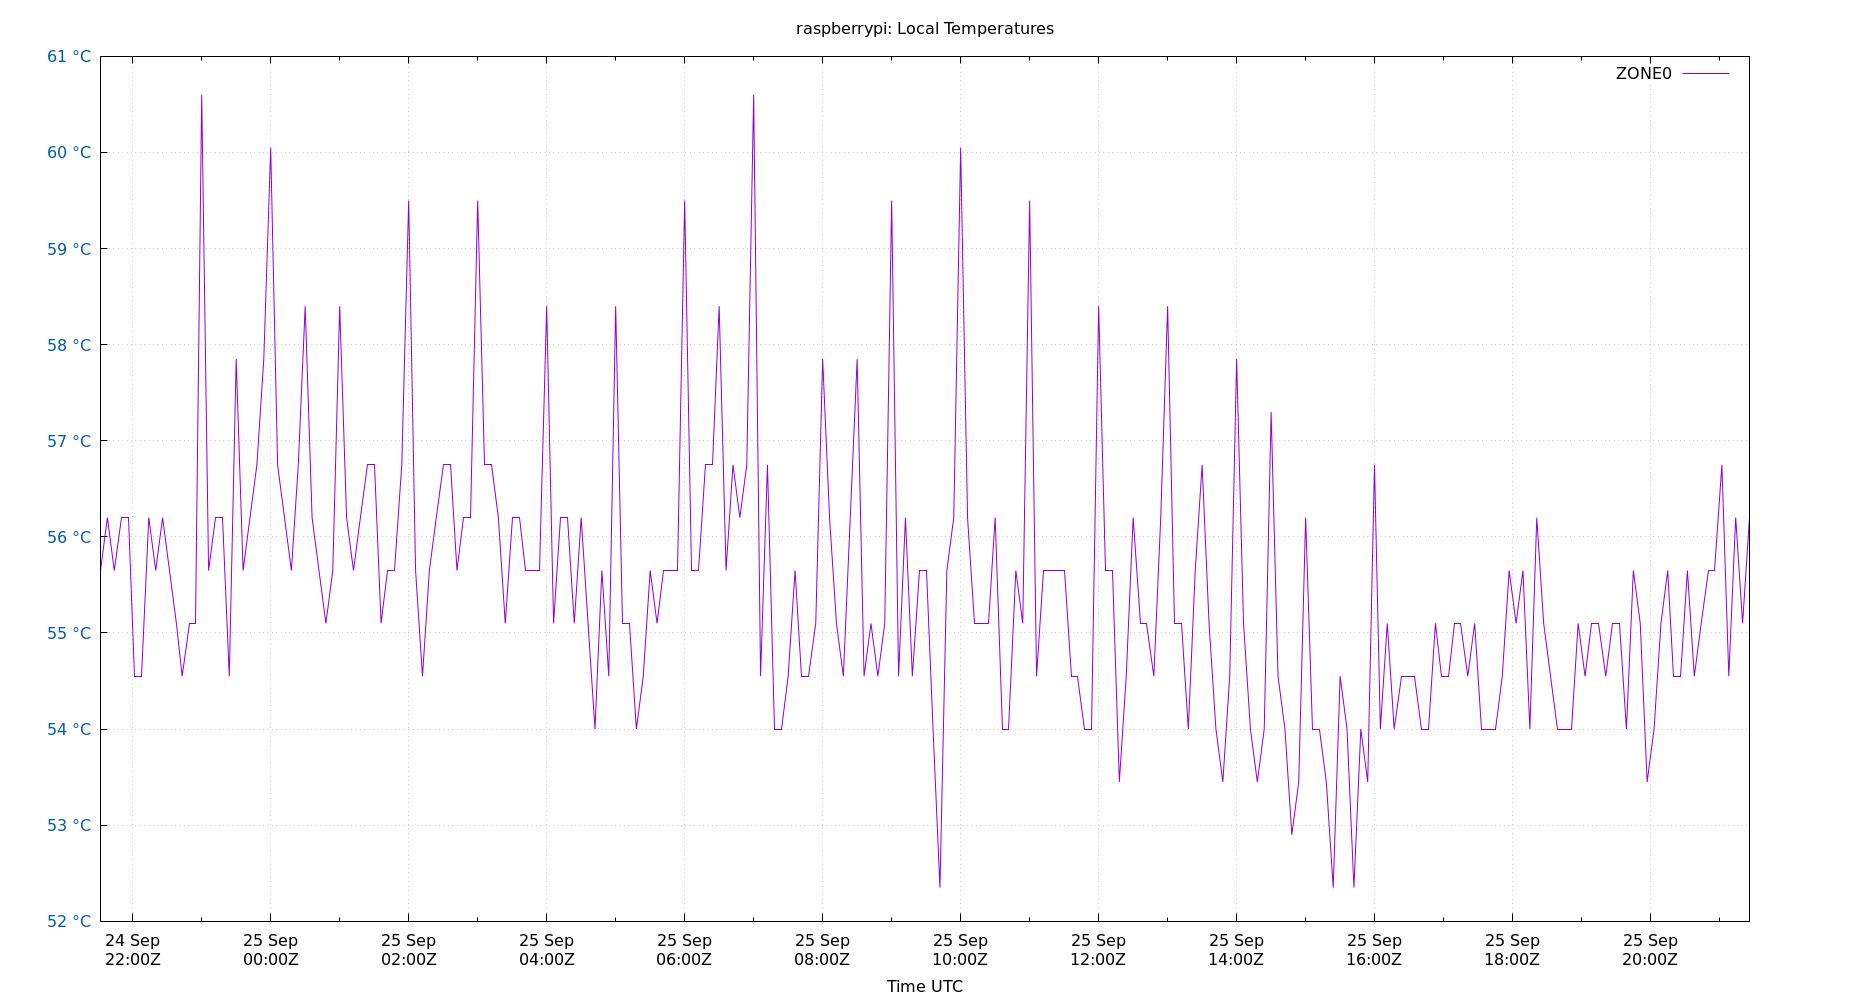 raspberrypi: Local Temperatures
61 °C
ZONE0
60 °C
59 °C
58 °C
57 °C
56 °C
55 °C
54 °C
53 °C
52 °C
24 Sep 25 Sep 25 Sep 25 Sep 25 Sep 25 Sep 25 Sep 25 Sep 25 Sep 25 Sep 25 Sep 25 Sep
22:00Z 00:00Z 02:00Z 04:00Z 06:00Z 08:00Z 10:00Z 12:00Z 14:00Z 16:00Z 18:00Z 20:00Z
Time UTC